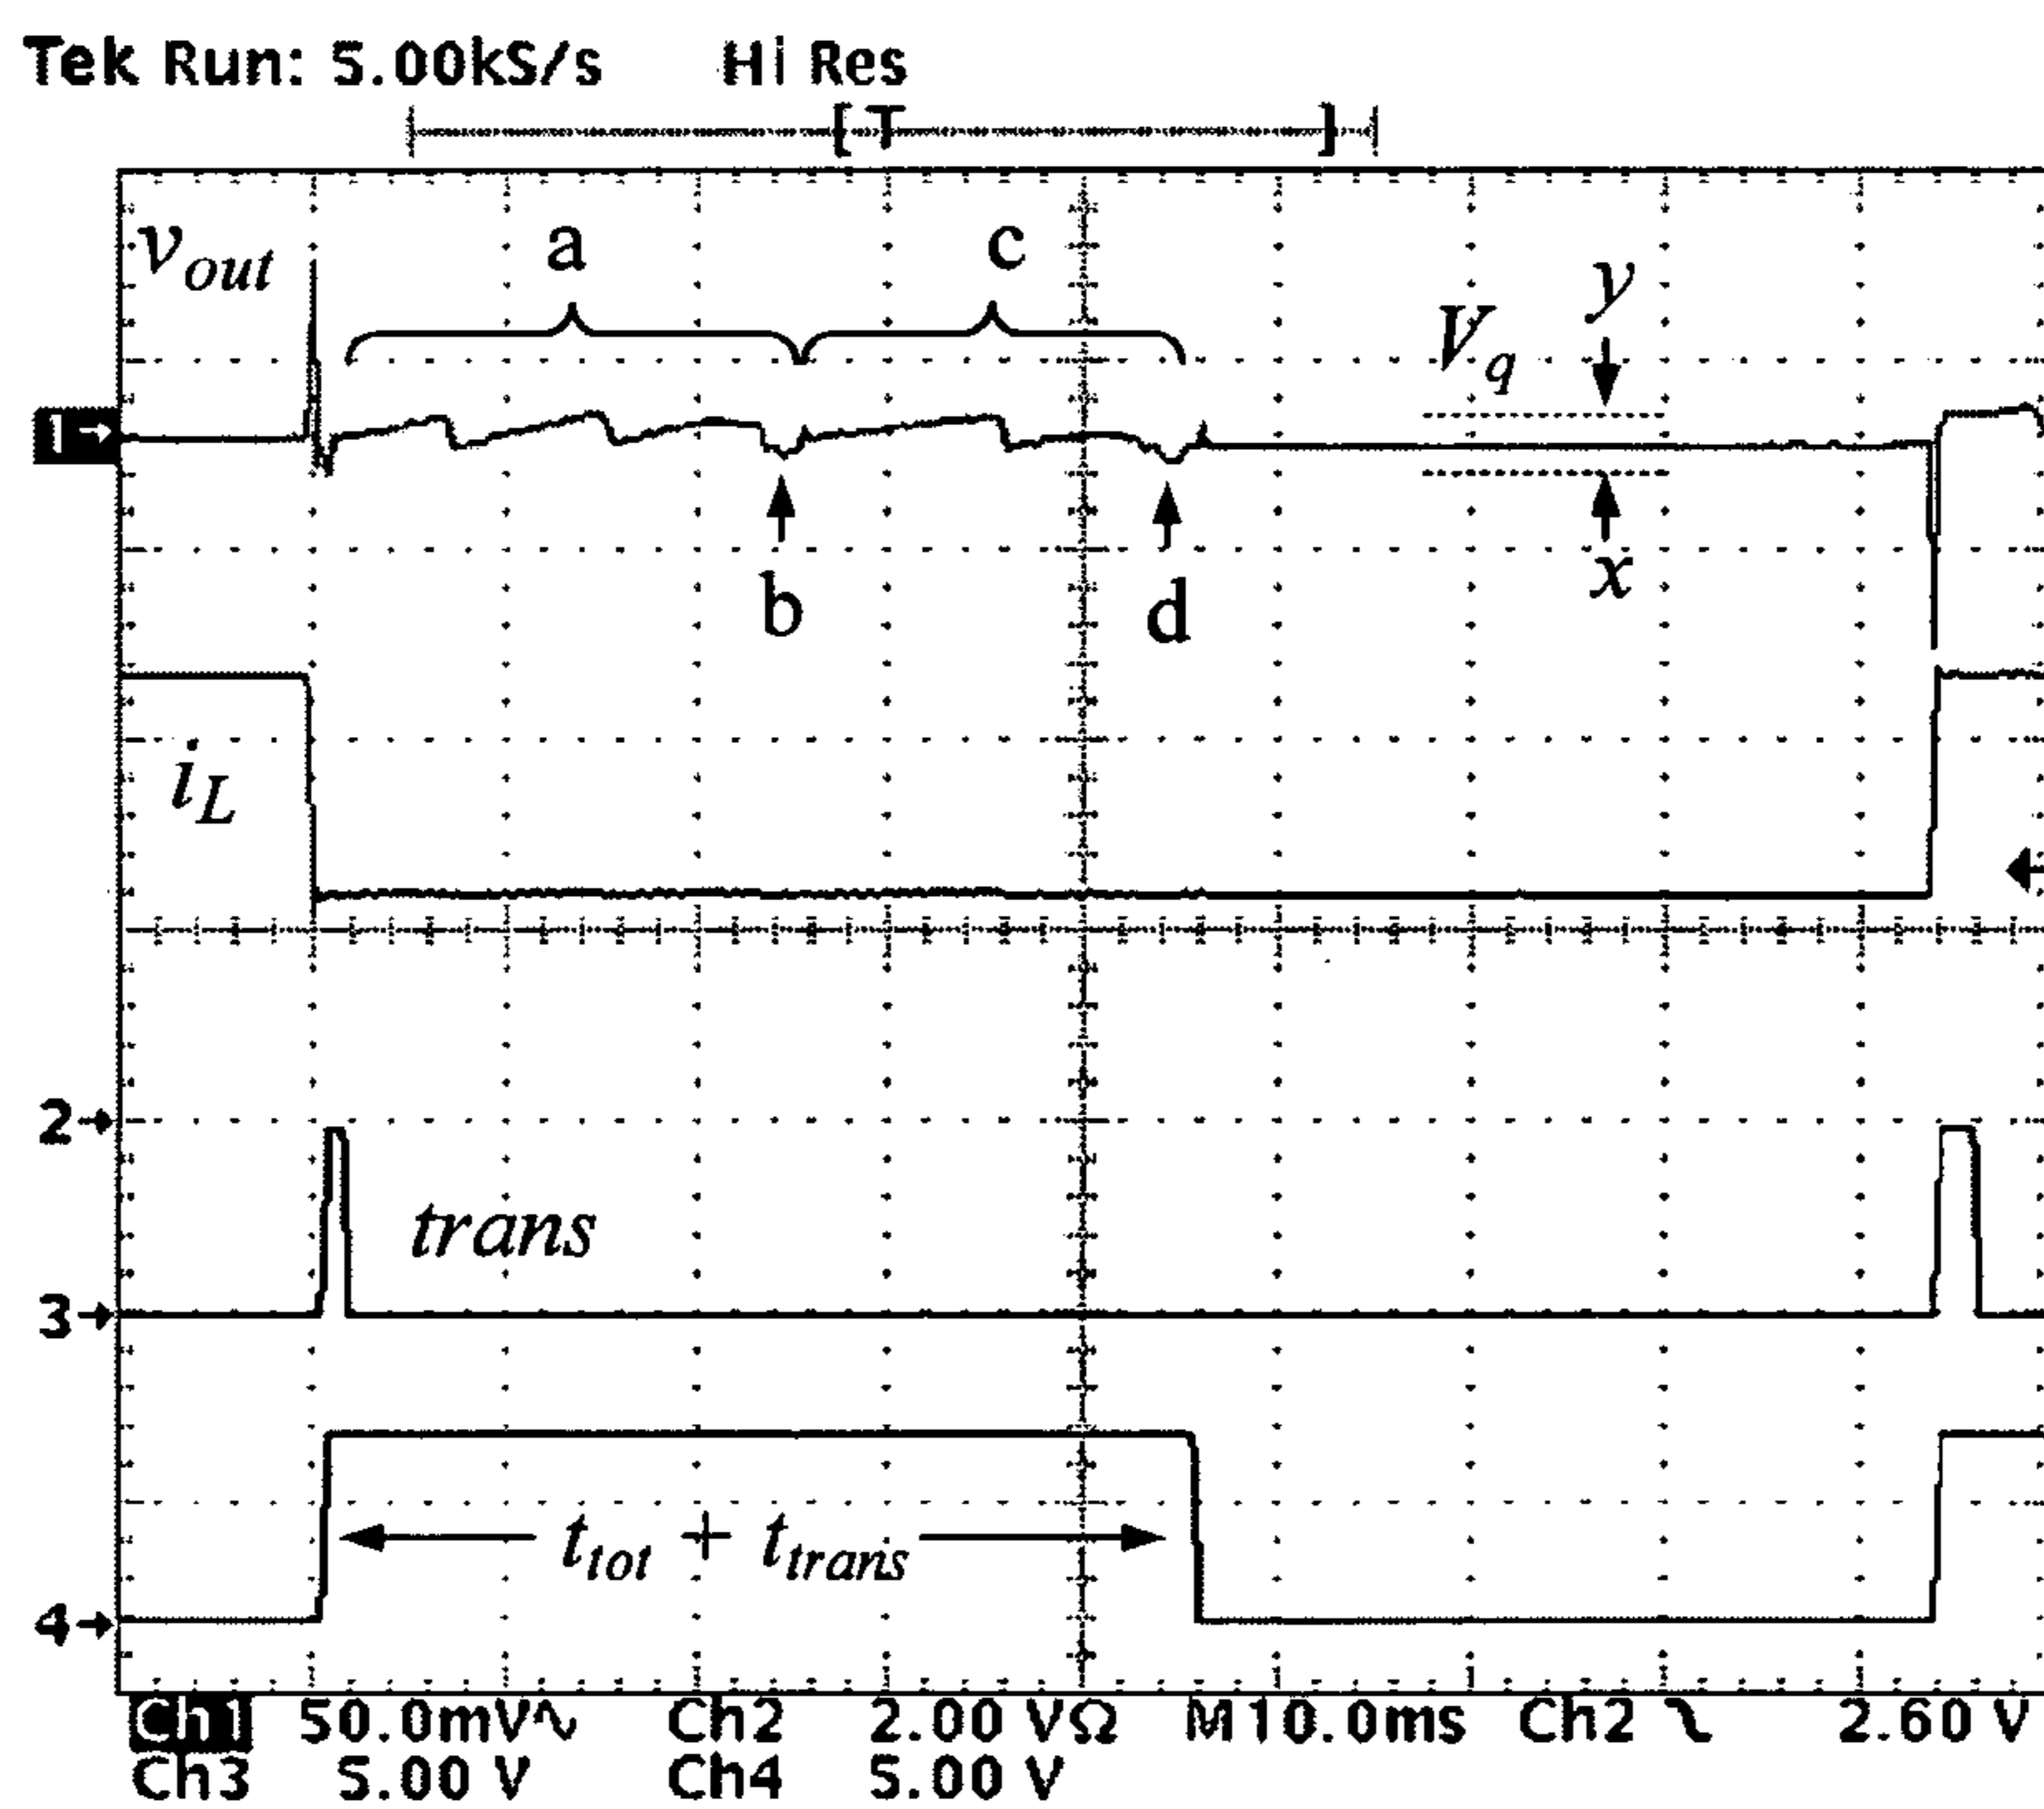 Tek Run: 5.00kS/s Hi Res
[ T ]
v_out
a
c
V_q
y
1→
b
d
x
i_L
2→
trans
3→
t_tot + t_trans
4→
Ch1 50.0mV∿ Ch2 2.00 VΩ M10.0ms Ch2 ʅ 2.60 V
Ch3 5.00 V Ch4 5.00 V